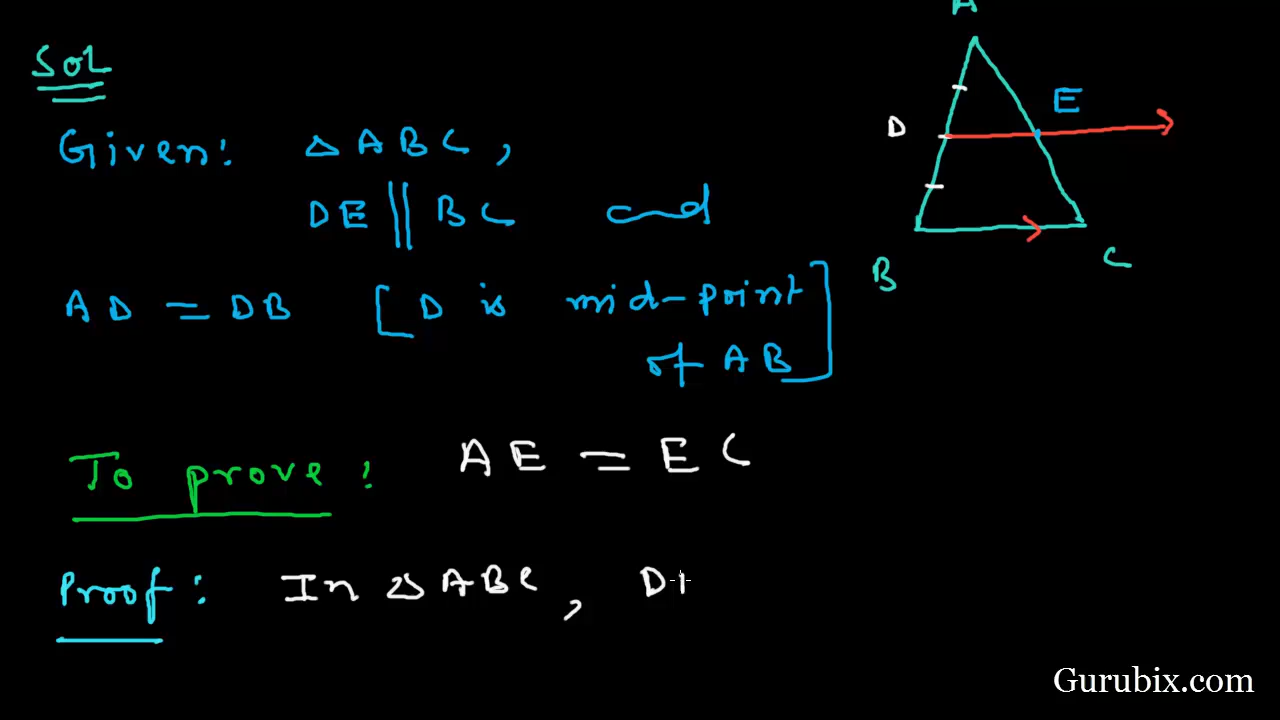 A
Sol
E
D
Given: △ABC,
DE || BC and
B
C
AD = DB [D is mid-point
of AB]
To prove: AE = EC
Proof: In △ABC, D
Gurubix.com